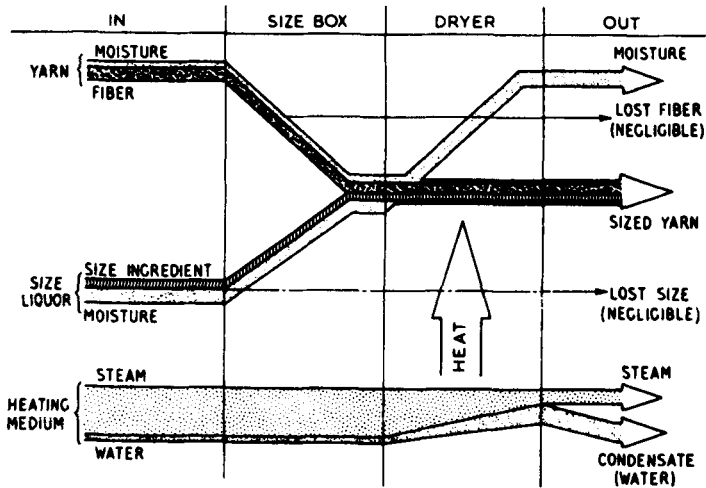 IN
SIZE BOX
DRYER
OUT
MOISTURE
YARN
FIBER
MOISTURE
LOST FIBER
(NEGLIGIBLE)
SIZED YARN
SIZE INGREDIENT
SIZE
LIQUOR
MOISTURE
LOST SIZE
(NEGLIGIBLE)
HEAT
STEAM
HEATING
MEDIUM
WATER
STEAM
CONDENSATE
(WATER)